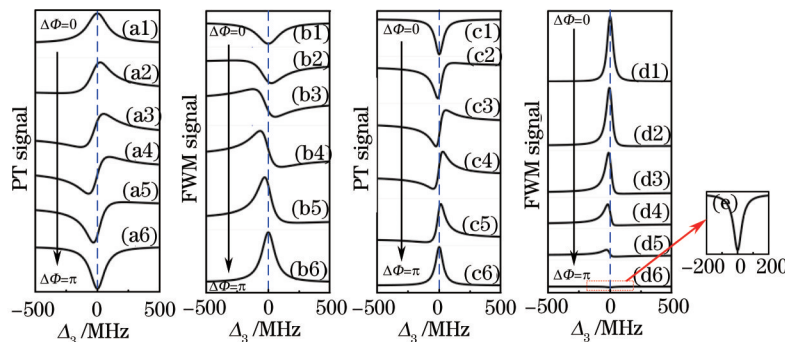 ΔΦ=0
(a1)
(a2)
(a3)
(a4)
(a5)
(a6)
ΔΦ=π
PT signal
−500 0 500
Δ₃ /MHz
ΔΦ=0
(b1)
(b2)
(b3)
(b4)
(b5)
(b6)
ΔΦ=π
FWM signal
−500 0 500
Δ₃ /MHz
ΔΦ=0
(c1)
(c2)
(c3)
(c4)
(c5)
(c6)
ΔΦ=π
PT signal
−500 0 500
Δ₃ /MHz
ΔΦ=0
(d1)
(d2)
(d3)
(d4)
(d5)
(d6)
ΔΦ=π
FWM signal
−500 0 500
Δ₃ /MHz
(e)
−200 0 200